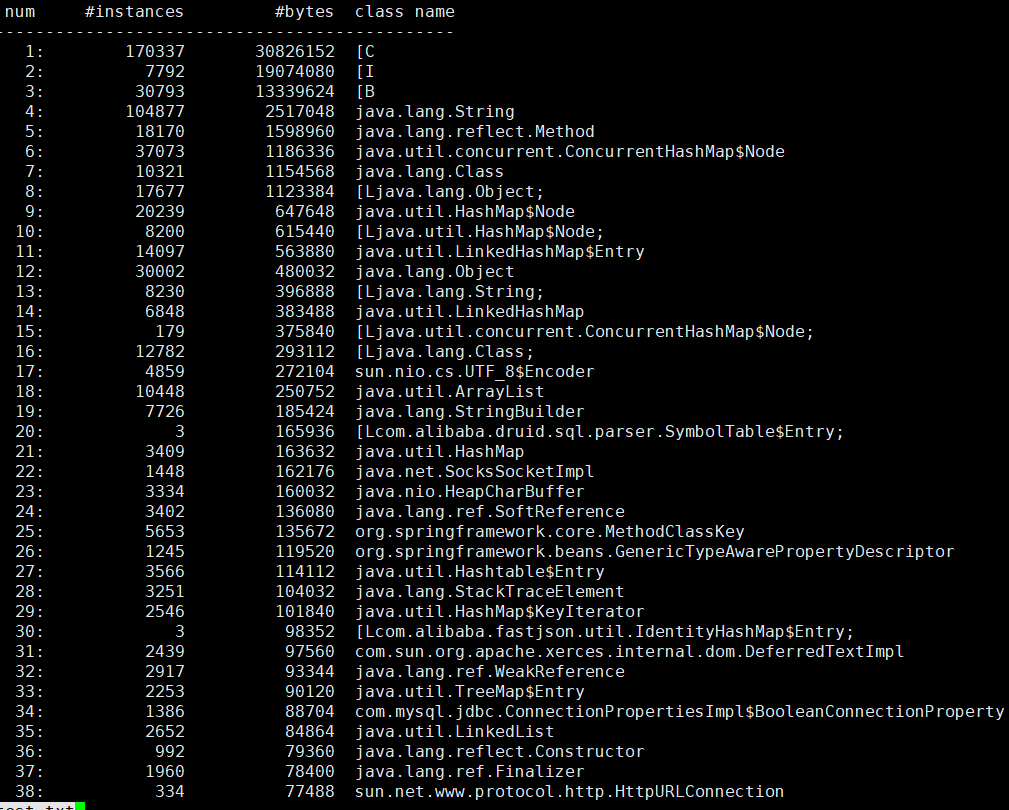 num #instances #bytes class name
----------------------------------------------
1: 170337 30826152 [C
2: 7792 19074080 [I
3: 30793 13339624 [B
4: 104877 2517048 java.lang.String
5: 18170 1598960 java.lang.reflect.Method
6: 37073 1186336 java.util.concurrent.ConcurrentHashMap$Node
7: 10321 1154568 java.lang.Class
8: 17677 1123384 [Ljava.lang.Object;
9: 20239 647648 java.util.HashMap$Node
10: 8200 615440 [Ljava.util.HashMap$Node;
11: 14097 563880 java.util.LinkedHashMap$Entry
12: 30002 480032 java.lang.Object
13: 8230 396888 [Ljava.lang.String;
14: 6848 383488 java.util.LinkedHashMap
15: 179 375840 [Ljava.util.concurrent.ConcurrentHashMap$Node;
16: 12782 293112 [Ljava.lang.Class;
17: 4859 272104 sun.nio.cs.UTF_8$Encoder
18: 10448 250752 java.util.ArrayList
19: 7726 185424 java.lang.StringBuilder
20: 3 165936 [Lcom.alibaba.druid.sql.parser.SymbolTable$Entry;
21: 3409 163632 java.util.HashMap
22: 1448 162176 java.net.SocksSocketImpl
23: 3334 160032 java.nio.HeapCharBuffer
24: 3402 136080 java.lang.ref.SoftReference
25: 5653 135672 org.springframework.core.MethodClassKey
26: 1245 119520 org.springframework.beans.GenericTypeAwarePropertyDescriptor
27: 3566 114112 java.util.Hashtable$Entry
28: 3251 104032 java.lang.StackTraceElement
29: 2546 101840 java.util.HashMap$KeyIterator
30: 3 98352 [Lcom.alibaba.fastjson.util.IdentityHashMap$Entry;
31: 2439 97560 com.sun.org.apache.xerces.internal.dom.DeferredTextImpl
32: 2917 93344 java.lang.ref.WeakReference
33: 2253 90120 java.util.TreeMap$Entry
34: 1386 88704 com.mysql.jdbc.ConnectionPropertiesImpl$BooleanConnectionProperty
35: 2652 84864 java.util.LinkedList
36: 992 79360 java.lang.reflect.Constructor
37: 1960 78400 java.lang.ref.Finalizer
38: 334 77488 sun.net.www.protocol.http.HttpURLConnection